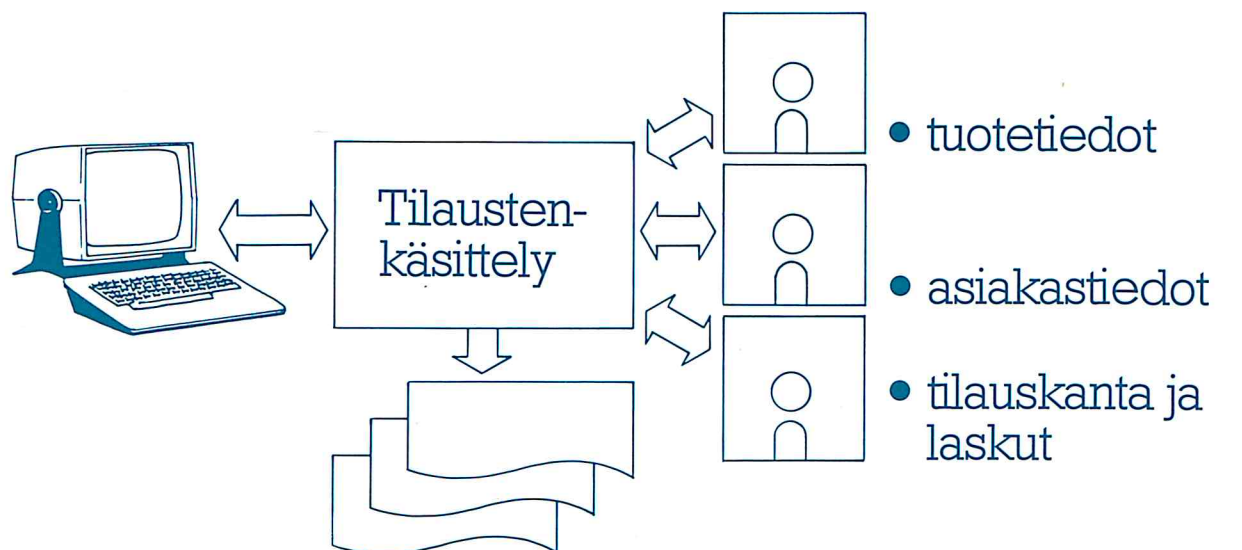 Tilausten-
käsittely
• tuotetiedot
• asiakastiedot
• tilauskanta ja
laskut